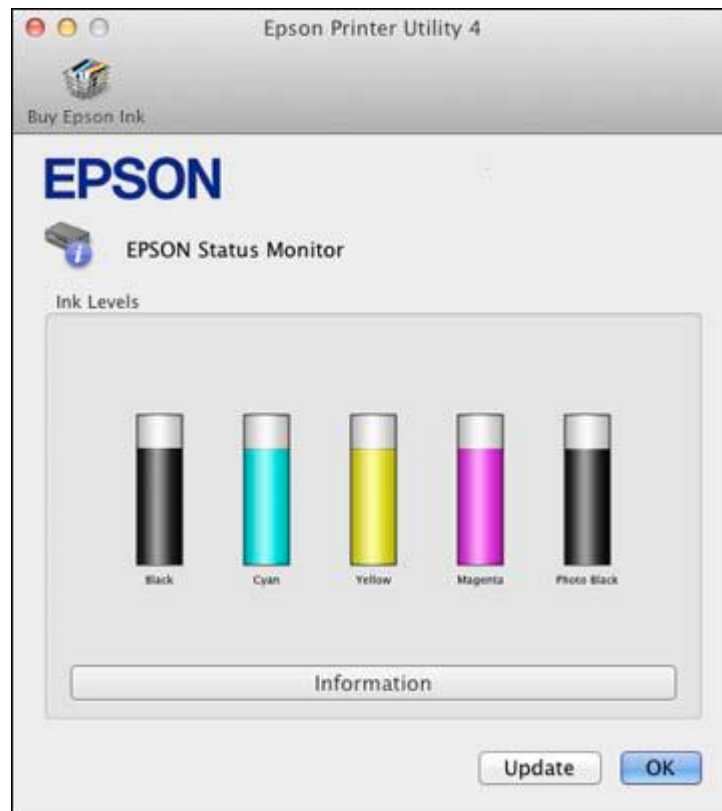 Epson Printer Utility 4
Buy Epson Ink
EPSON
EPSON Status Monitor
Ink Levels
Black Cyan Yellow Magenta Photo Black
Information
Update OK